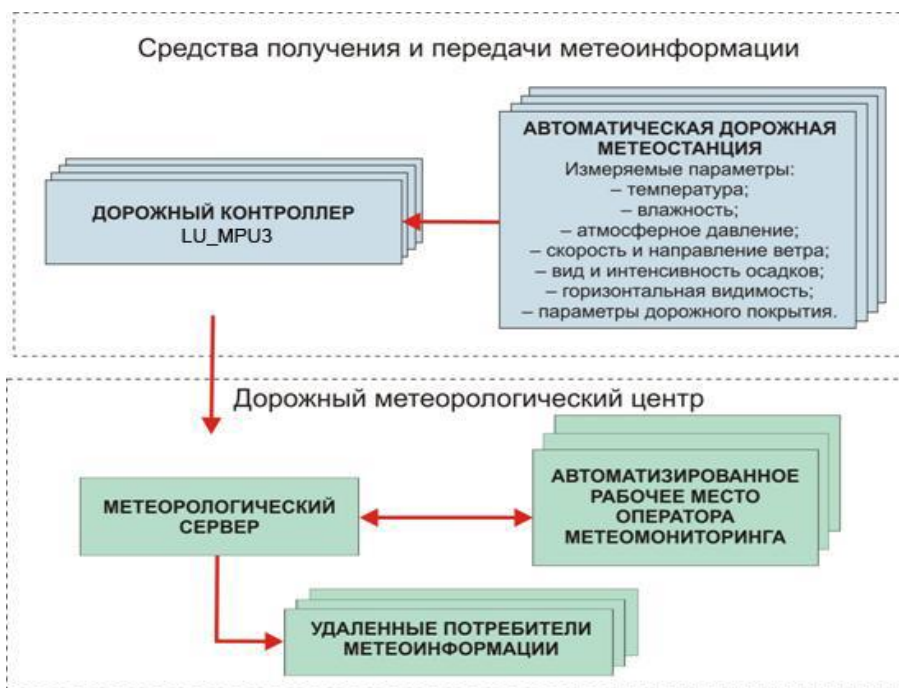 Средства получения и передачи метеоинформации
ДОРОЖНЫЙ КОНТРОЛЛЕР
LU_MPU3
АВТОМАТИЧЕСКАЯ ДОРОЖНАЯ
МЕТЕОСТАНЦИЯ
Измеряемые параметры:
– температура;
– влажность;
– атмосферное давление;
– скорость и направление ветра;
– вид и интенсивность осадков;
– горизонтальная видимость;
– параметры дорожного покрытия.
Дорожный метеорологический центр
МЕТЕОРОЛОГИЧЕСКИЙ
СЕРВЕР
АВТОМАТИЗИРОВАННОЕ
РАБОЧЕЕ МЕСТО
ОПЕРАТОРА
МЕТЕОМОНИТОРИНГА
УДАЛЕННЫЕ ПОТРЕБИТЕЛИ
МЕТЕОИНФОРМАЦИИ